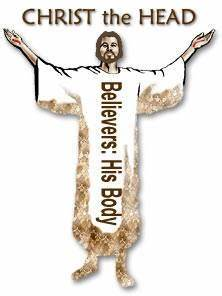 CHRIST the HEAD
Believers: His Body